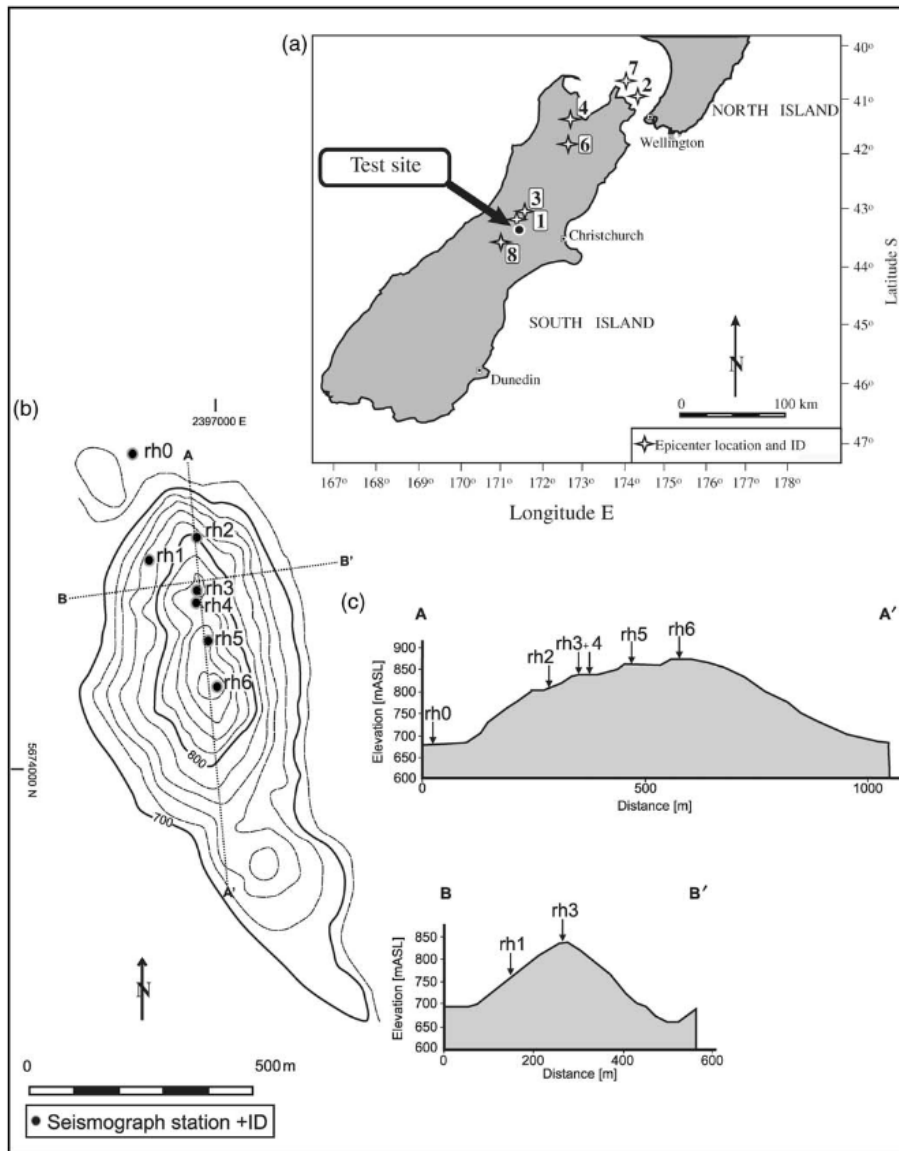 (a)
40°
41°
42°
43°
44°
45°
46°
47°
Latitude S
7
2
4
6
3
1
8
NORTH ISLAND
Wellington
Test site
Christchurch
SOUTH ISLAND
Dunedin
N
0 100 km
Epicenter location and ID
167° 168° 169° 170° 171° 172° 173° 174° 175° 176° 177° 178°
Longitude E
(b)
2397000 E
rh0
A
rh2
rh1
B'
B
rh3
rh4
rh5
rh6
800
5674000 N
700
A'
N
0 500 m
Seismograph station +ID
(c)
A A′
Elevation [mASL]
900
850
800
750
700
650
600
rh0
rh2
rh3+4
rh5
rh6
0 500 1000
Distance [m]
B B′
Elevation [mASL]
850
800
750
700
650
600
rh1
rh3
0 200 400 600
Distance [m]